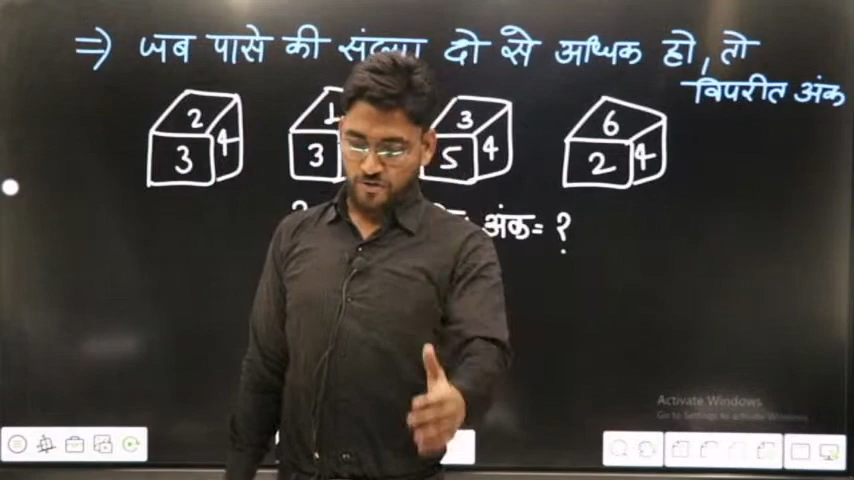 ⇒ जब पासे की संख्या दो से अधिक हो, तो
विपरीत अंक
2 3 4
1 3
3 5 4
6 2 4
अंक= ?
Activate Windows
Go to Settings to activate Windows.